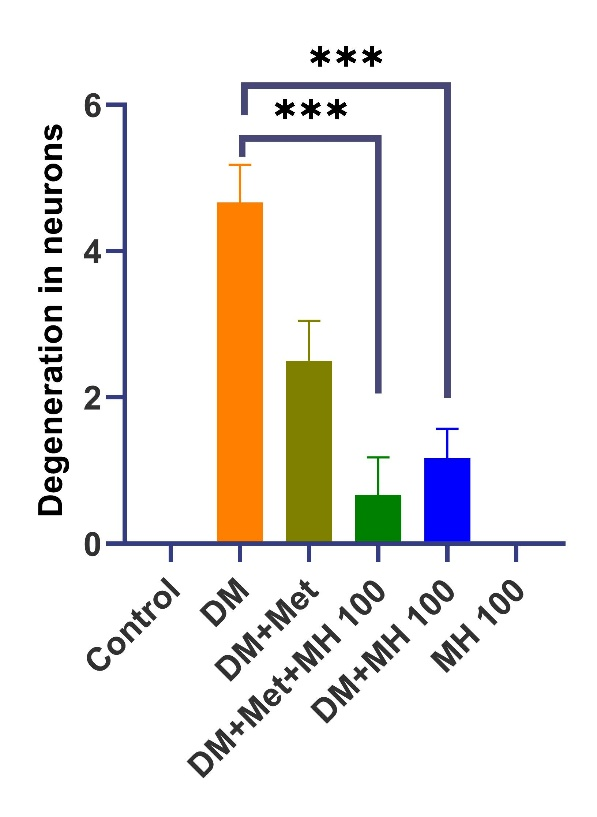 ***
***
6
4
2
0
Degeneration in neurons
Control
DM
DM+Met
DM+Met+MH 100
DM+MH 100
MH 100